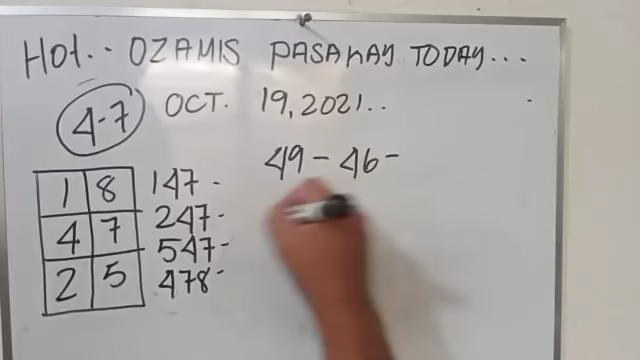 HOT.. OZAMIS PASAKAY TODAY...
4-7 OCT. 19, 2021..
49 - 46 -
1 8 147 -
4 7 247 -
547 -
2 5 478 -